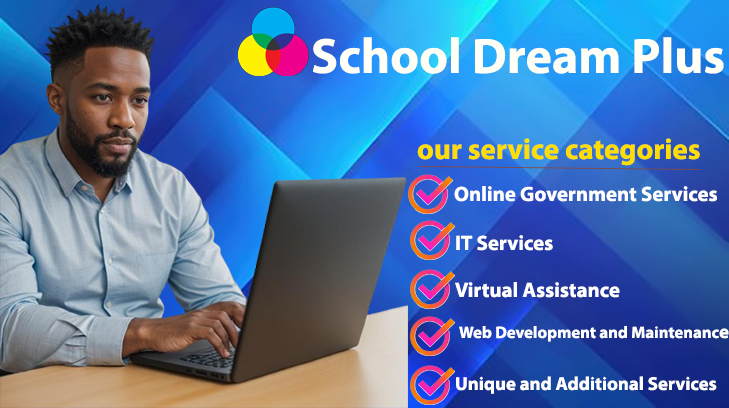 School Dream Plus
our service categories
Online Government Services
IT Services
Virtual Assistance
Web Development and Maintenance
Unique and Additional Services